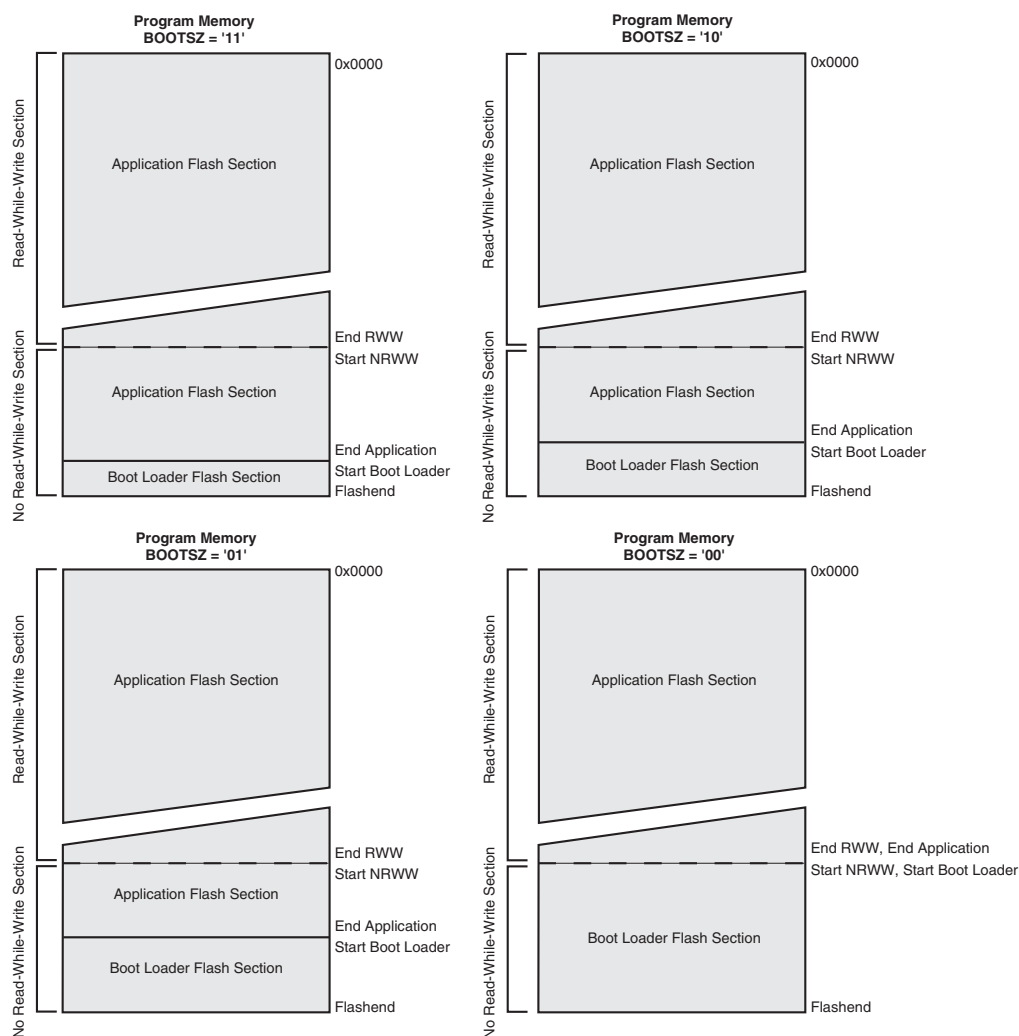 Program Memory
BOOTSZ = '11'
0x0000
Read-While-Write Section
Application Flash Section
End RWW
Start NRWW
No Read-While-Write Section
Application Flash Section
End Application
Start Boot Loader
Boot Loader Flash Section
Flashend
Program Memory
BOOTSZ = '10'
0x0000
Read-While-Write Section
Application Flash Section
End RWW
Start NRWW
No Read-While-Write Section
Application Flash Section
End Application
Start Boot Loader
Boot Loader Flash Section
Flashend
Program Memory
BOOTSZ = '01'
0x0000
Read-While-Write Section
Application Flash Section
End RWW
Start NRWW
No Read-While-Write Section
Application Flash Section
End Application
Start Boot Loader
Boot Loader Flash Section
Flashend
Program Memory
BOOTSZ = '00'
0x0000
Read-While-Write Section
Application Flash Section
End RWW, End Application
Start NRWW, Start Boot Loader
No Read-While-Write Section
Boot Loader Flash Section
Flashend